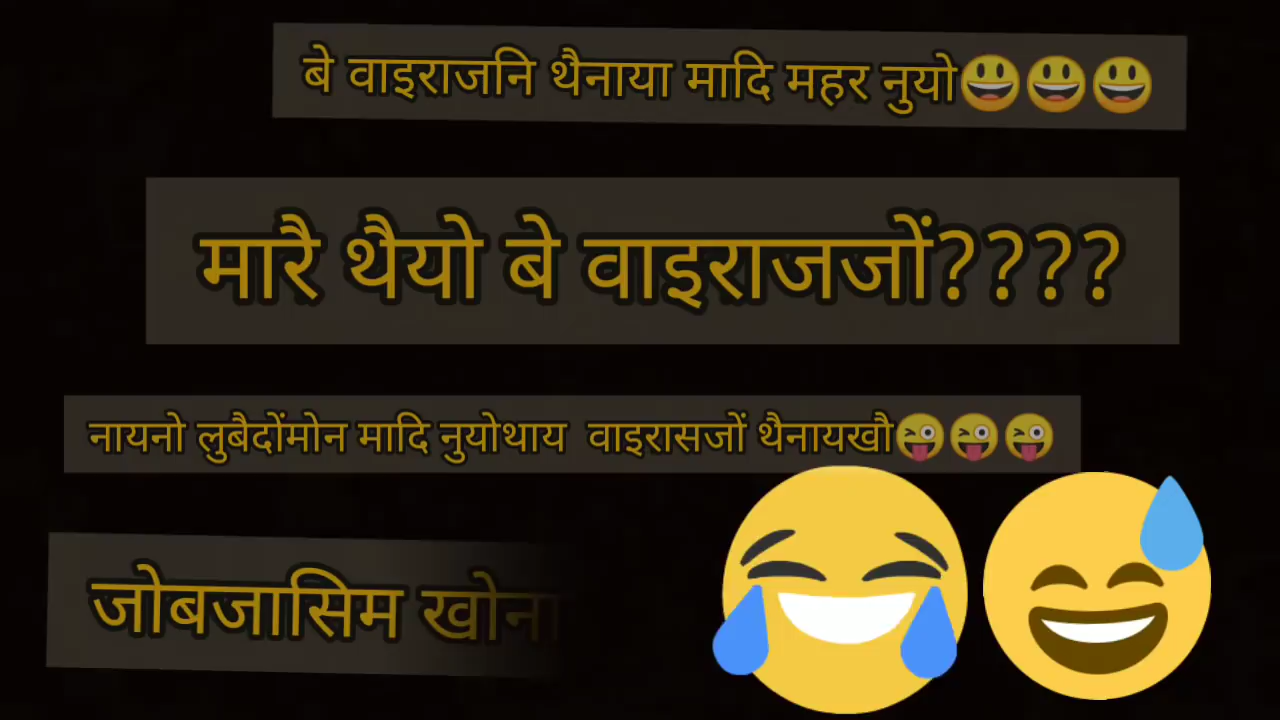 बे वाइराजनि थैनाया मादि महर नुयो😃😃😃
मारै थैयो बे वाइराजजों????
नायनो लुबैदोंमोन मादि नुयोथाय वाइरासजों थैनायखौ😜😜😜
जोबजासिम खोना